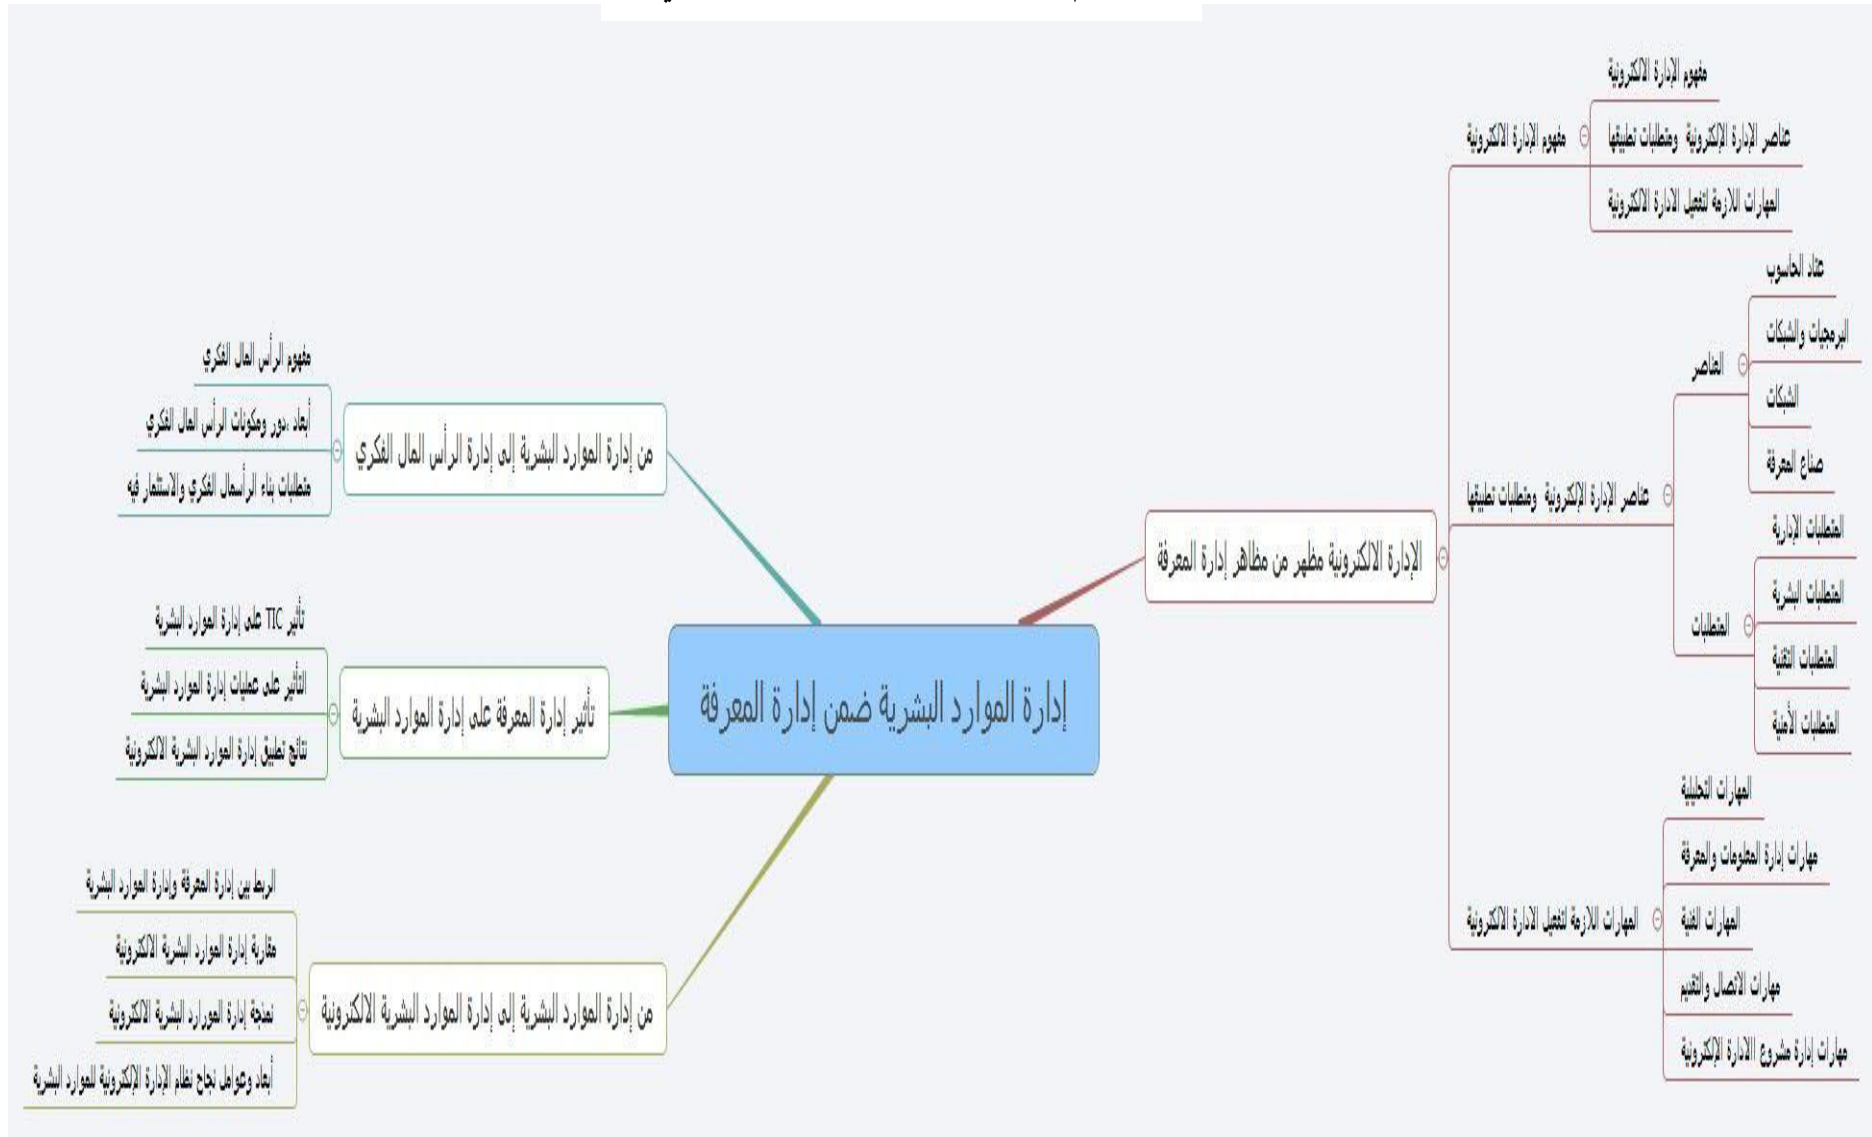 إدارة الموارد البشرية ضمن إدارة المعرفة
الإدارة الالكترونية مظهر من مظاهر إدارة المعرفة
مفهوم الإدارة الالكترونية
مفهوم الإدارة الالكترونية
عناصر الإدارة الإلكترونية ومتطلبات تطبيقها
المهارات اللازمة لتفعيل الادارة الالكترونية
عناصر الإدارة الإلكترونية ومتطلبات تطبيقها
العناصر
عتاد الحاسوب
البرمجيات والشبكات
الشبكات
صناع المعرفة
المتطلبات
المتطلبات الإدارية
المتطلبات البشرية
المتطلبات التقنية
المتطلبات الأمنية
المهارات اللازمة لتفعيل الادارة الالكترونية
المهارات التحليلية
مهارات إدارة المعلومات والمعرفة
المهارات الفنية
مهارات الاتصال والتقديم
مهارات إدارة مشروع االادارة الإلكترونية
من إدارة الموارد البشرية إلى إدارة الرأس المال الفكري
مفهوم الرأس المال الفكري
أبعاد ،دور ومكونات الرأس المال الفكري
متطلبات بناء الرأسمال الفكري والاستثمار فيه
تأثير إدارة المعرفة على إدارة الموارد البشرية
تأثير TIC على إدارة الموارد البشرية
التأثير على عمليات إدارة الموارد البشرية
نتائج تطبيق إدارة الموارد البشرية الالكترونية
من إدارة الموارد البشرية إلى إدارة الموارد البشرية الالكترونية
الربط بين إدارة المعرفة وإدارة الموارد البشرية
مقاربة إدارة الموارد البشرية الالكترونية
نمذجة إدارة المورارد البشرية الالكترونية
أبعاد وعوامل نجاح نظام الإدارة الإلكترونية للموارد البشرية